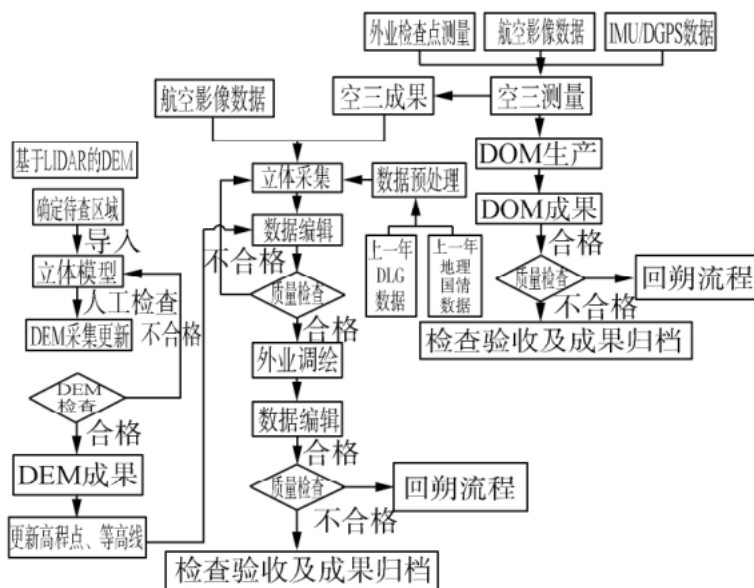 外业检查点测量
航空影像数据
IMU/DGPS数据
航空影像数据
空三成果
空三测量
基于LIDAR的DEM
DOM生产
立体采集
数据预处理
确定待查区域
DOM成果
导入
数据编辑
合格
不合格
上一年
DLG
数据
上一年
地理
国情
数据
立体模型
质量检查
质量检查
回朔流程
人工检查
不合格
DEM采集更新
不合格
合格
检查验收及成果归档
外业调绘
DEM
检查
数据编辑
合格
合格
DEM成果
质量检查
回朔流程
不合格
更新高程点、等高线
检查验收及成果归档